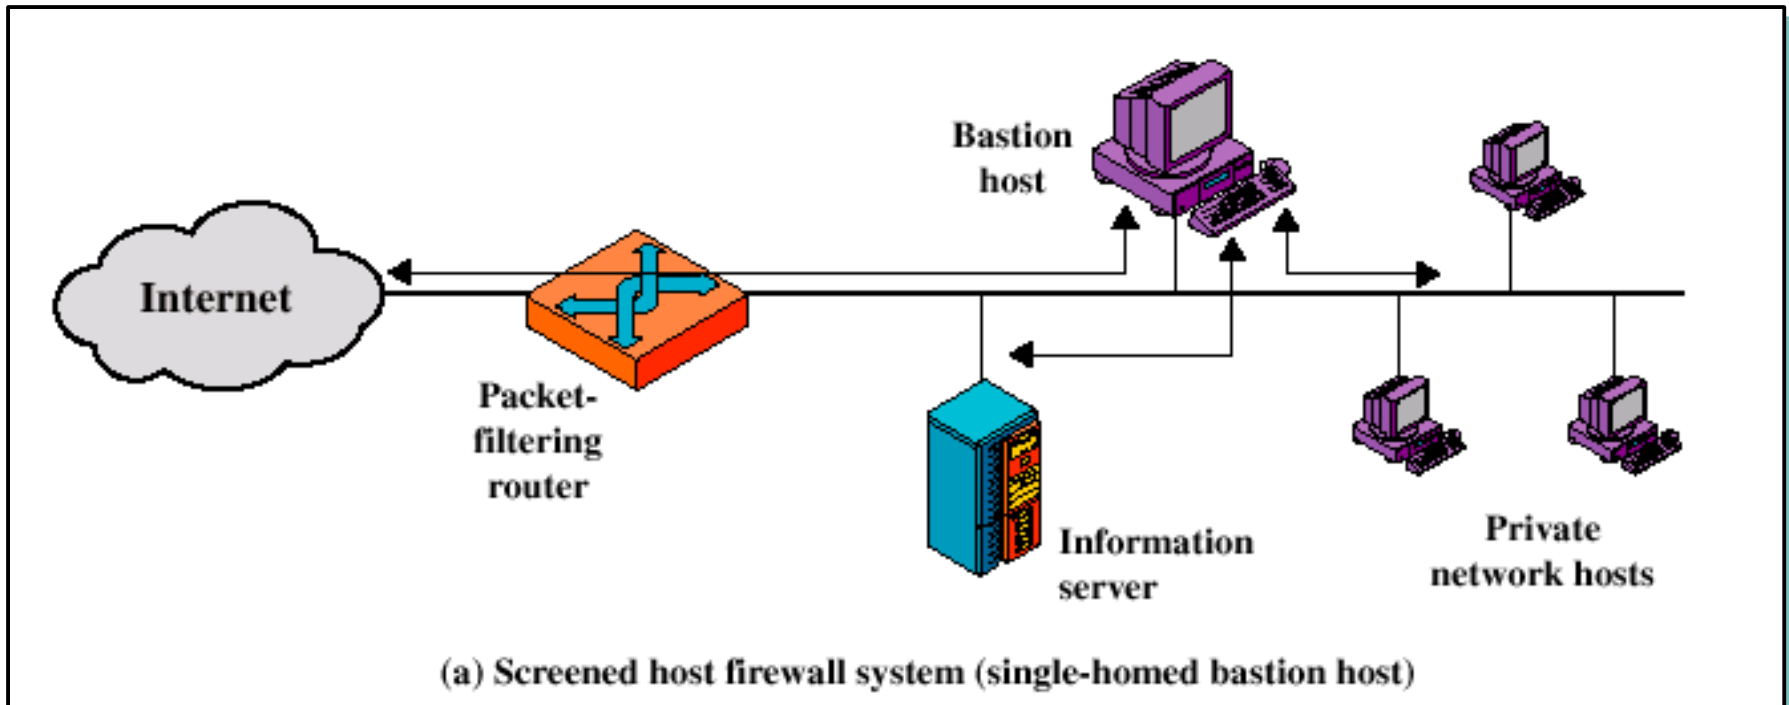 Bastion
host
Internet
Packet-
filtering
router
Information
server
Private
network hosts
(a) Screened host firewall system (single-homed bastion host)